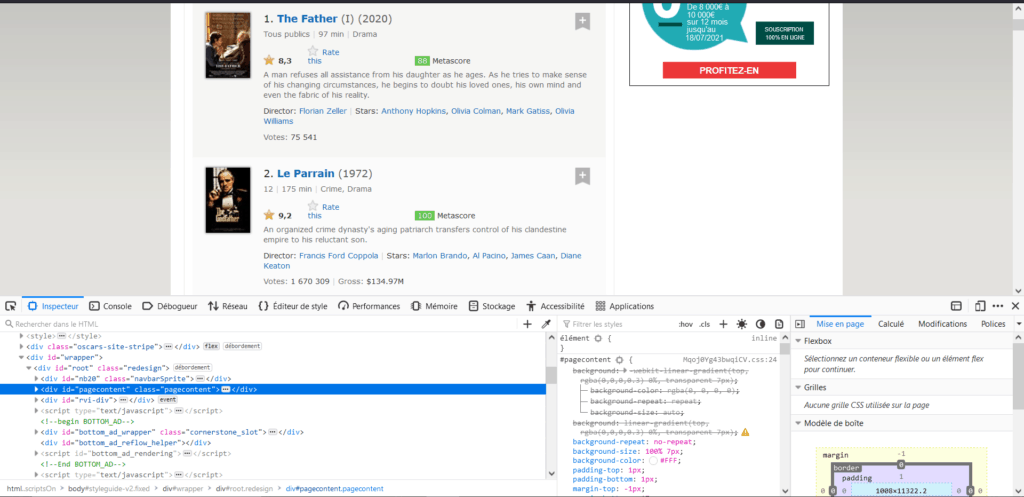 1. The Father (I) (2020)
Tous publics | 97 min | Drama
8,3 Rate this 88 Metascore
A man refuses all assistance from his daughter as he ages. As he tries to make sense
of his changing circumstances, he begins to doubt his loved ones, his own mind and
even the fabric of his reality.
Director: Florian Zeller | Stars: Anthony Hopkins, Olivia Colman, Mark Gatiss, Olivia
Williams
Votes: 75 541
De 8 000€ à
10 000€
sur 12 mois
jusqu'au
18/07/2021
SOUSCRIPTION
100% EN LIGNE
PROFITEZ-EN
2. Le Parrain (1972)
12 | 175 min | Crime, Drama
9,2 Rate this 100 Metascore
An organized crime dynasty's aging patriarch transfers control of his clandestine
empire to his reluctant son.
Director: Francis Ford Coppola | Stars: Marlon Brando, Al Pacino, James Caan, Diane
Keaton
Votes: 1 670 309 | Gross: $134.97M
Inspecteur Console Débogueur Réseau Éditeur de style Performances Mémoire Stockage Accessibilité Applications
Rechercher dans le HTML
<style>⋯</style>
<div class="oscars-site-stripe">⋯</div> flex débordement
<div id="wrapper">
<div id="root" class="redesign"> débordement
<div id="nb20" class="navbarSprite">⋯</div>
<div id="pagecontent" class="pagecontent">⋯</div>
<div id="rvi-div">⋯</div> event
<script type="text/javascript">⋯</script>
<!--begin BOTTOM_AD-->
<div id="bottom_ad_wrapper" class="cornerstone_slot">⋯</div>
<div id="bottom_ad_reflow_helper"></div>
<script id="bottom_ad_rendering">⋯</script>
<!--End BOTTOM_AD-->
<script type="text/javascript">⋯</script>
html.scriptsOn > body#styleguide-v2.fixed > div#wrapper > div#root.redesign > div#pagecontent.pagecontent
Filtrer les styles :hov .cls +
élément { inline
}
#pagecontent { MqojBYg43bwqiCV.css:24
background: -webkit-linear-gradient(top,
rgba(0,0,0,0.3) 0%, transparent 7px);
background-color: rgba(0, 0, 0, 0);
background-repeat: repeat;
background-size: auto;
background: linear-gradient(top,
rgba(0,0,0,0.3) 0%, transparent 7px);
background-repeat: no-repeat;
background-size: 100% 7px;
background-color: #FFF;
padding-top: 1px;
margin-top: -1px;
Mise en page Calculé Modifications Polices
Flexbox
Sélectionnez un conteneur flexible ou un élément flex
pour continuer.
Grilles
Aucune grille CSS utilisée sur la page
Modèle de boîte
margin -1
border 0
padding 1
0 0 0 1008×11322.2 0 0 0